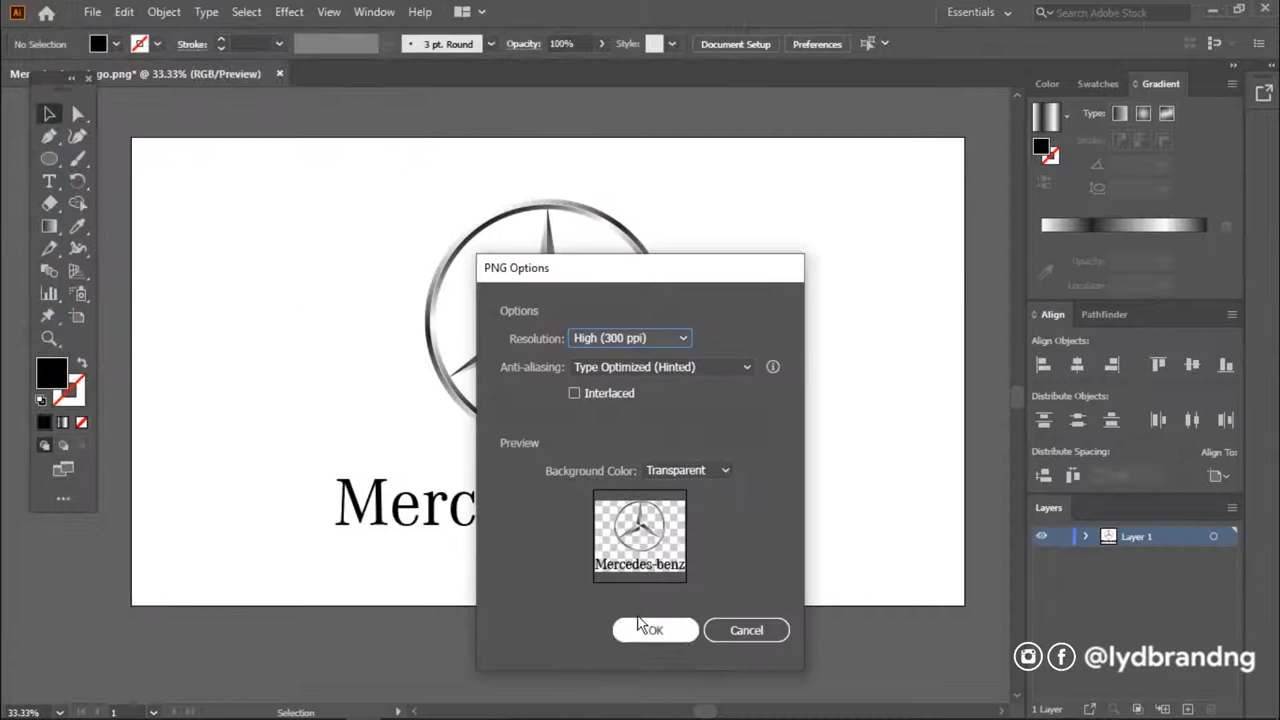 Ai File Edit Object Type Select Effect View Window Help Essentials Search Adobe Stock
No Selection Stroke: 3 pt. Round Opacity: 100% Style: Document Setup Preferences
go.png* @ 33.33% (RGB/Preview)
Color Swatches Gradient
Type:
Stroke:
Opacity:
Location:
Align Pathfinder
Align Objects:
Distribute Objects:
Distribute Spacing: Align To:
Layers
Layer 1
1 Layer
PNG Options
Options
Resolution: High (300 ppi)
Anti-aliasing: Type Optimized (Hinted)
Interlaced
Preview
Background Color: Transparent
Mercedes-benz
OK Cancel
Merc
@lydbrandng
33.33% 1 Selection